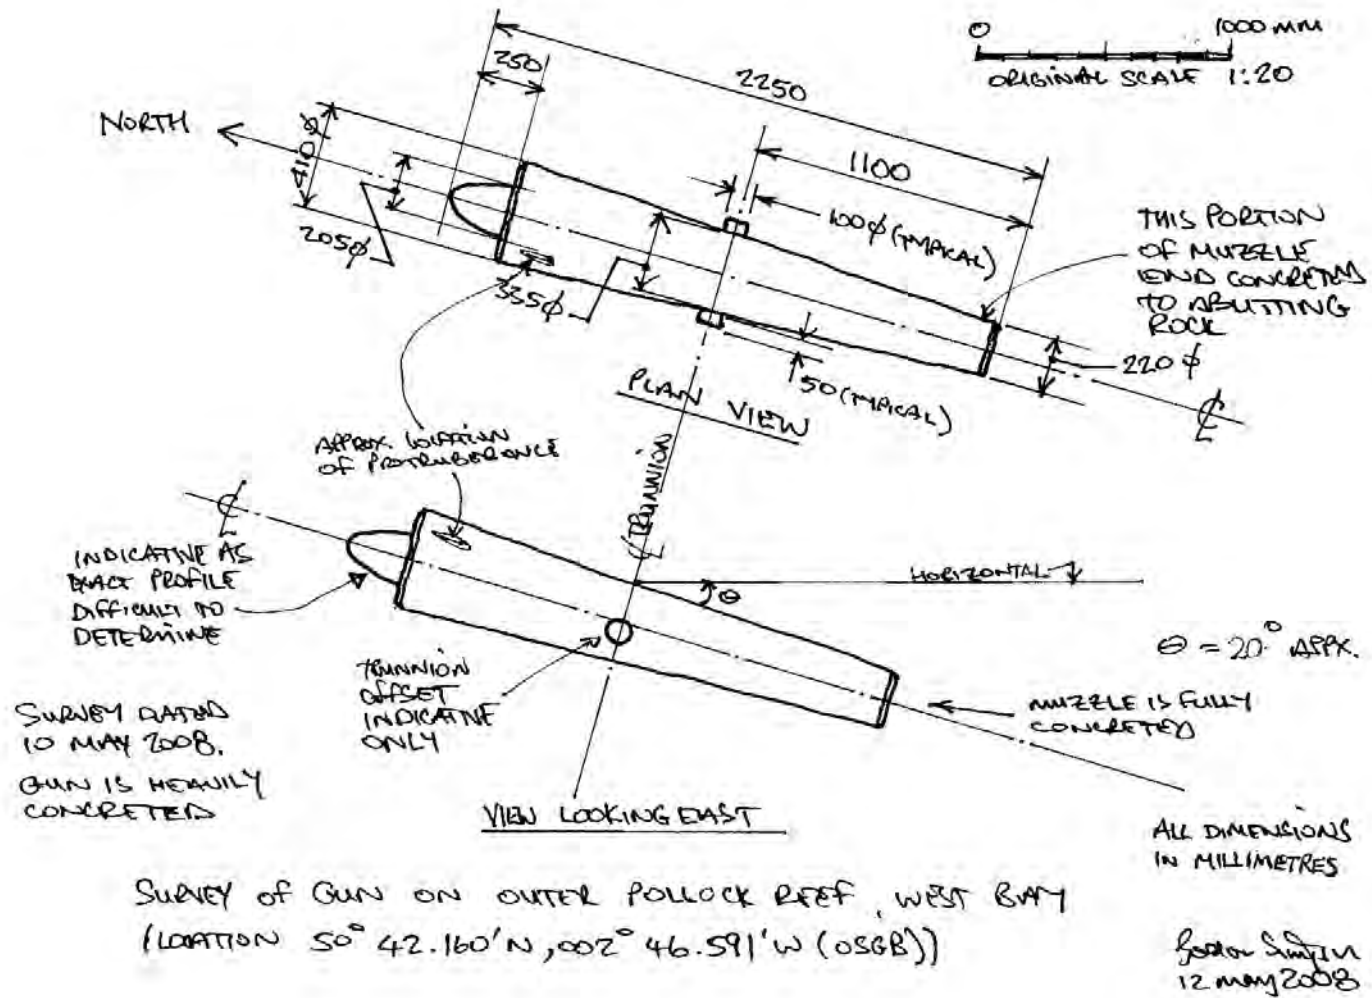 0 1000 MM
ORIGINAL SCALE 1:20
2250
250
NORTH
410 ϕ
1100
205ϕ
100ϕ (TYPICAL)
335ϕ
THIS PORTION
OF MUZZLE
END CONCRETED
TO ABUTTING
ROCK
220 ϕ
50 (TYPICAL)
PLAN VIEW
℄
APPROX. LOCATION
OF PROTRUBERANCE
℄ TRUNNION
℄
INDICATIVE AS
EXACT PROFILE
DIFFICULT TO
DETERMINE
HORIZONTAL
θ
θ = 20° APPX.
TRUNNION
OFFSET
INDICATIVE
ONLY
MUZZLE IS FULLY
CONCRETED
SURVEY DATED
10 MAY 2008.
GUN IS HEAVILY
CONCRETED
VIEW LOOKING EAST
ALL DIMENSIONS
IN MILLIMETRES
SURVEY OF GUN ON OUTER POLLOCK REEF, WEST BAY
(LOCATION 50° 42.160'N, 002° 46.591'W (OSGB))
12 May 2008